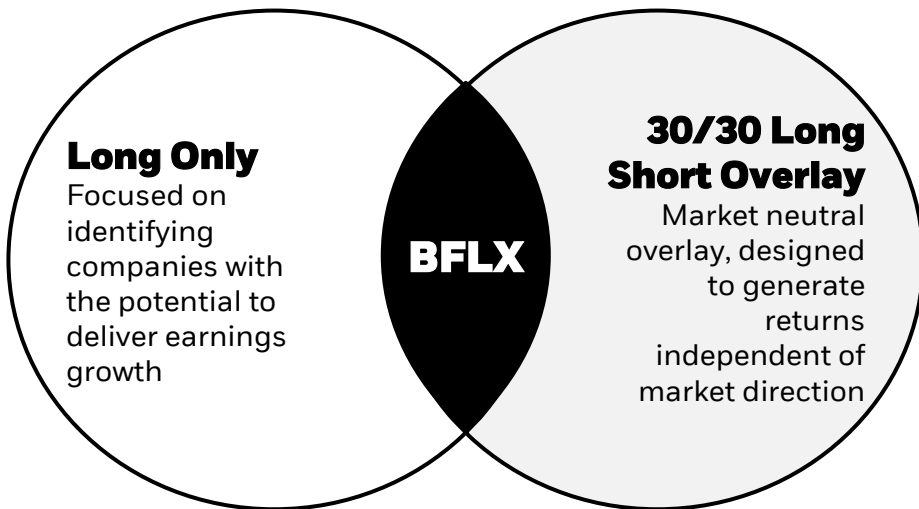 Long Only
Focused on
identifying
companies with
the potential to
deliver earnings
growth
BFLX
30/30 Long
Short Overlay
Market neutral
overlay, designed
to generate
returns
independent of
market direction